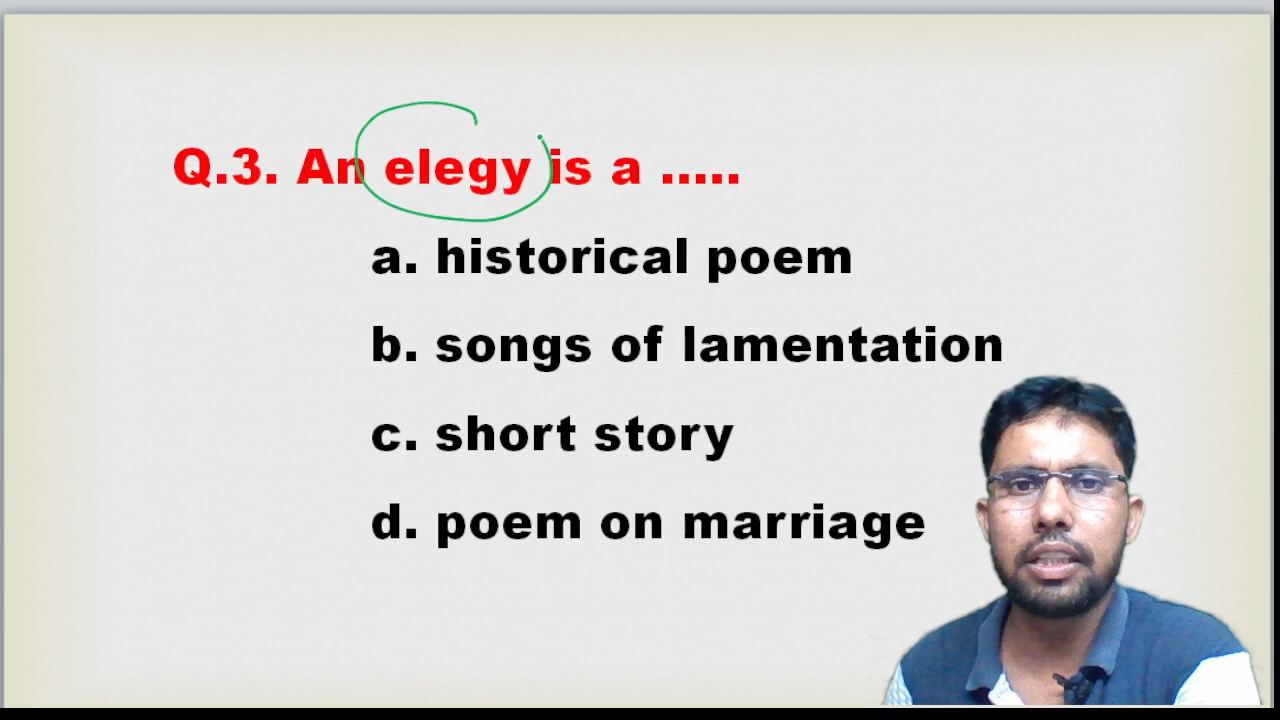 Q.3. An elegy is a .....
a. historical poem
b. songs of lamentation
c. short story
d. poem on marriage